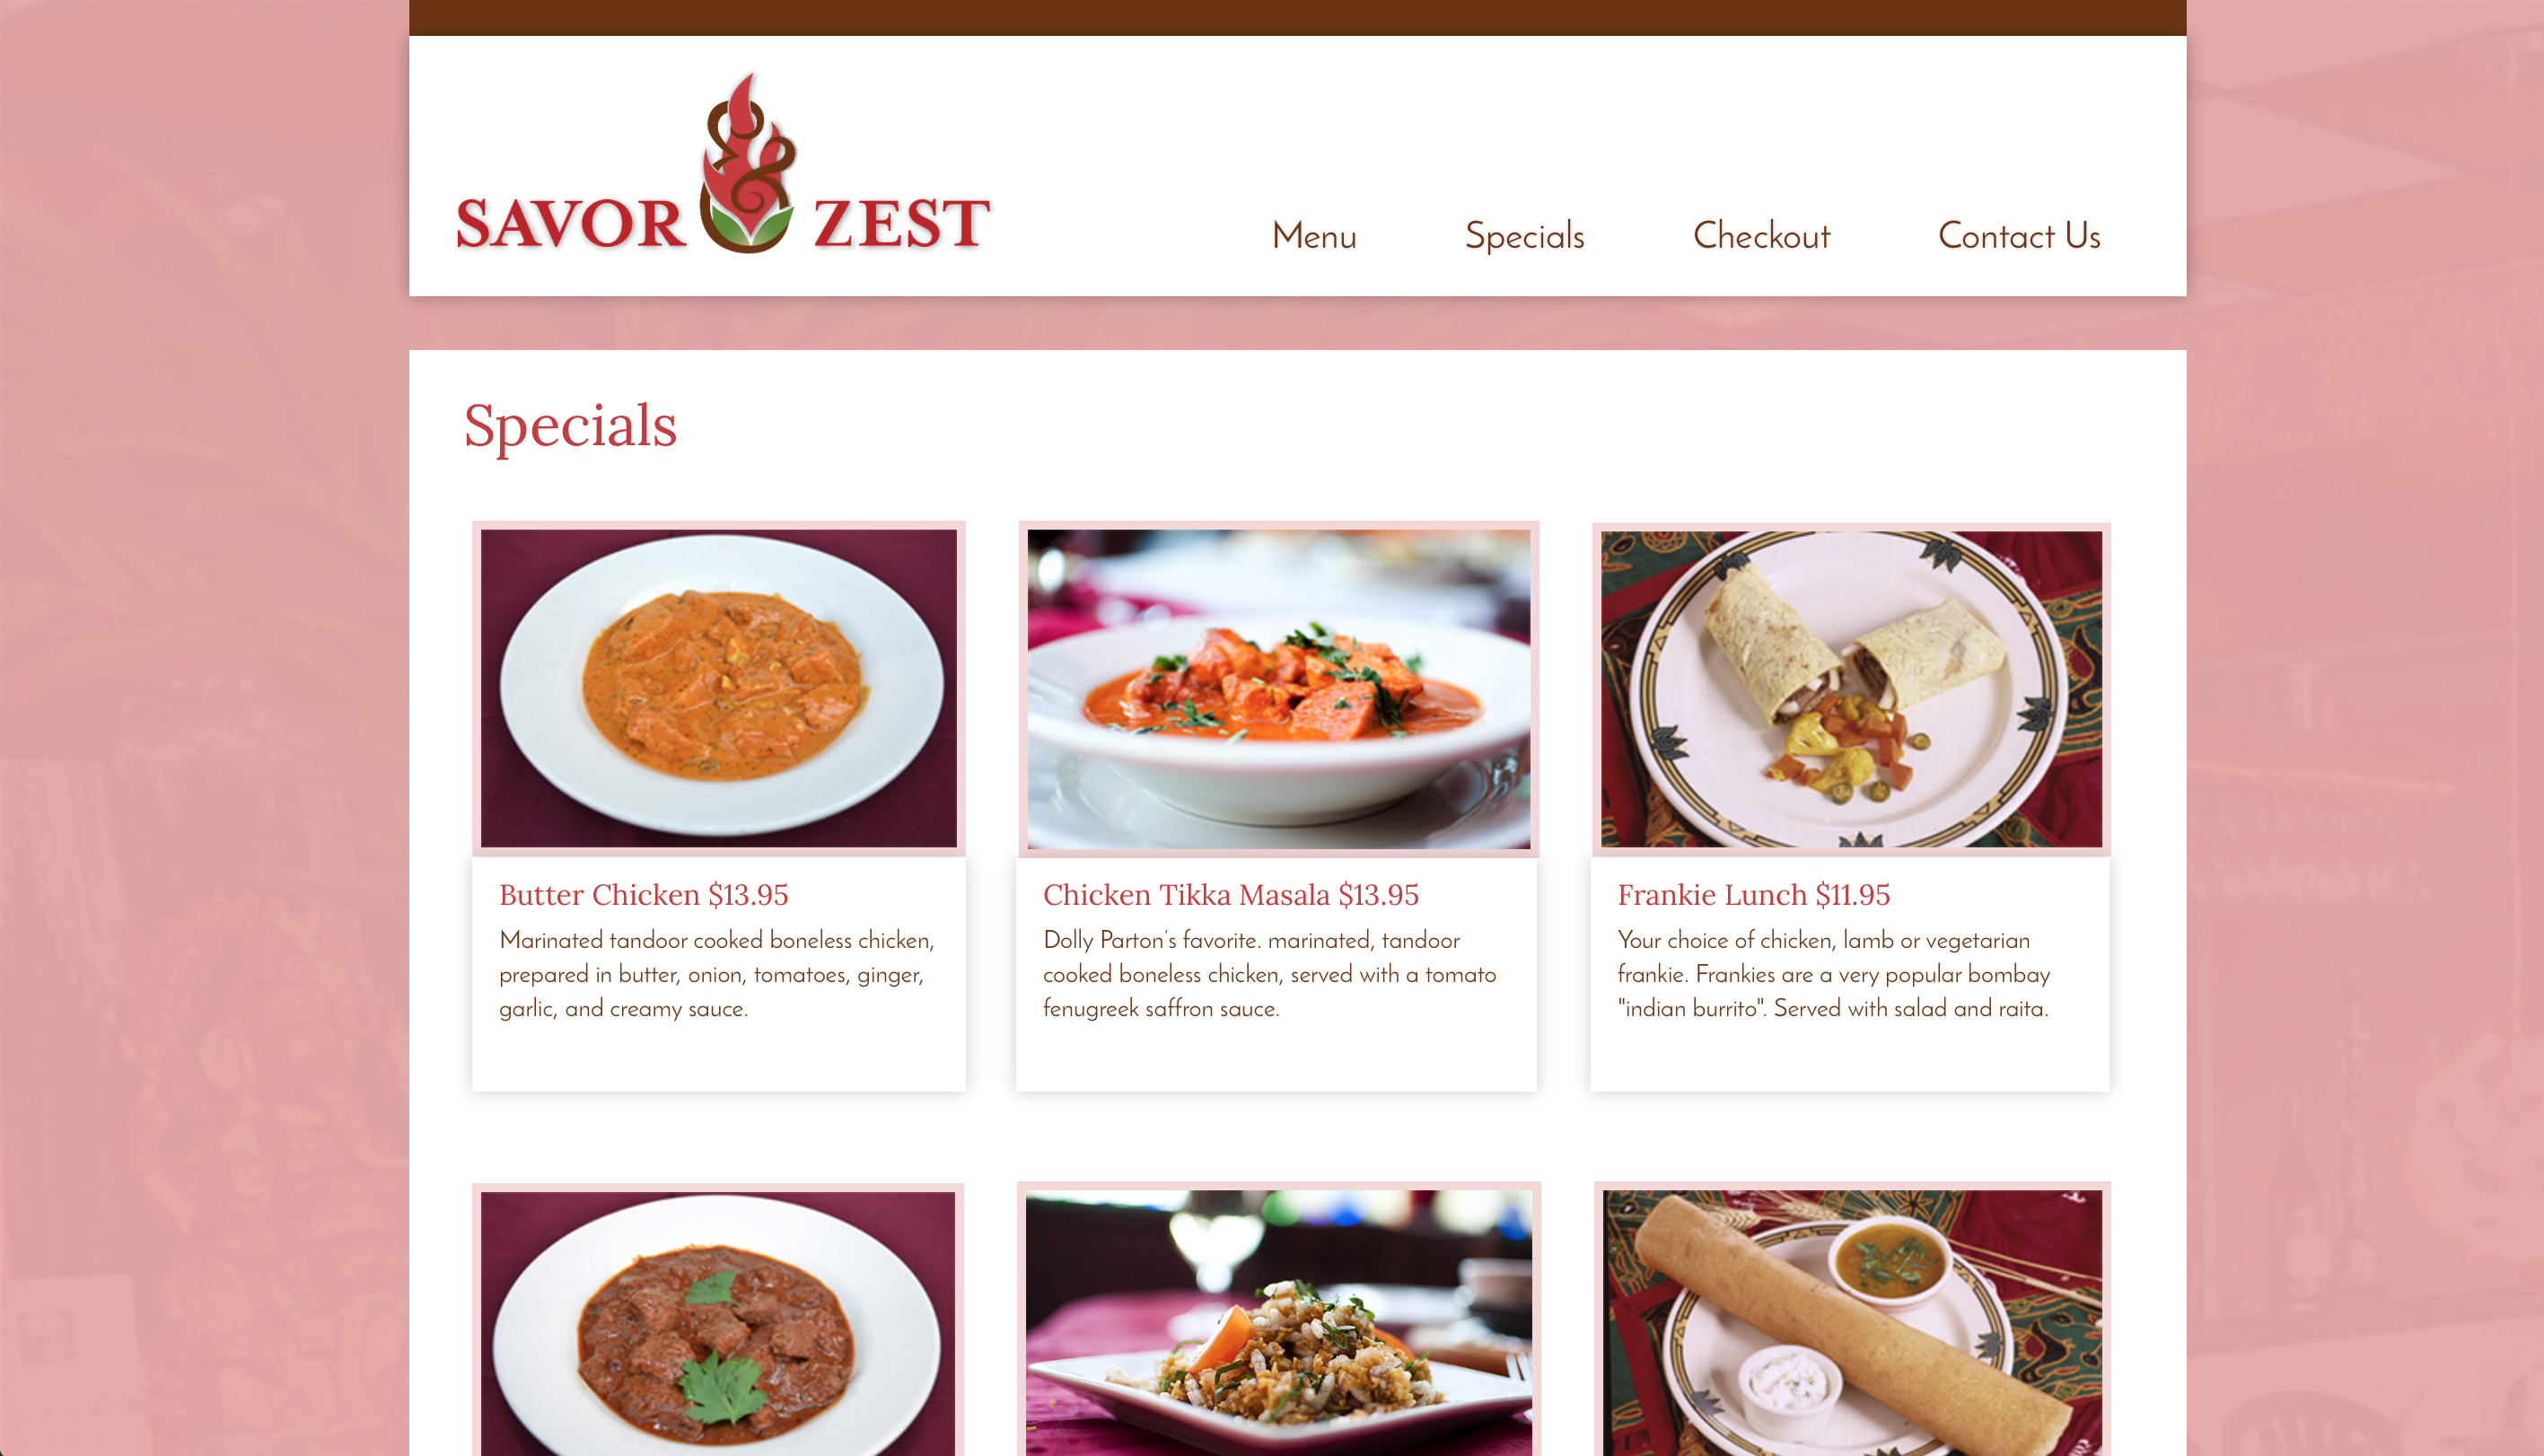 SAVOR & ZEST
Menu
Specials
Checkout
Contact Us
Specials
Butter Chicken $13.95
Marinated tandoor cooked boneless chicken,
prepared in butter, onion, tomatoes, ginger,
garlic, and creamy sauce.
Chicken Tikka Masala $13.95
Dolly Parton's favorite. marinated, tandoor
cooked boneless chicken, served with a tomato
fenugreek saffron sauce.
Frankie Lunch $11.95
Your choice of chicken, lamb or vegetarian
frankie. Frankies are a very popular bombay
"indian burrito". Served with salad and raita.